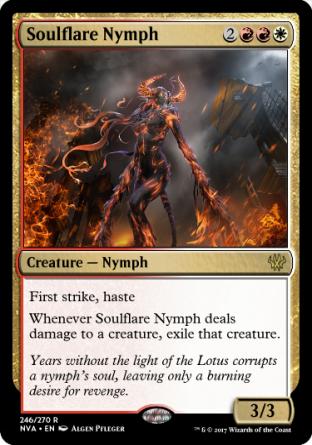 Soulflare Nymph 2
Creature — Nymph
First strike, haste
Whenever Soulflare Nymph deals
damage to a creature, exile that creature.
Years without the light of the Lotus corrupts
a nymph's soul, leaving only a burning
desire for revenge.
3/3
246/270 R
NVA • EN Algen Pfleger
™ & © 2017 Wizards of the Coast